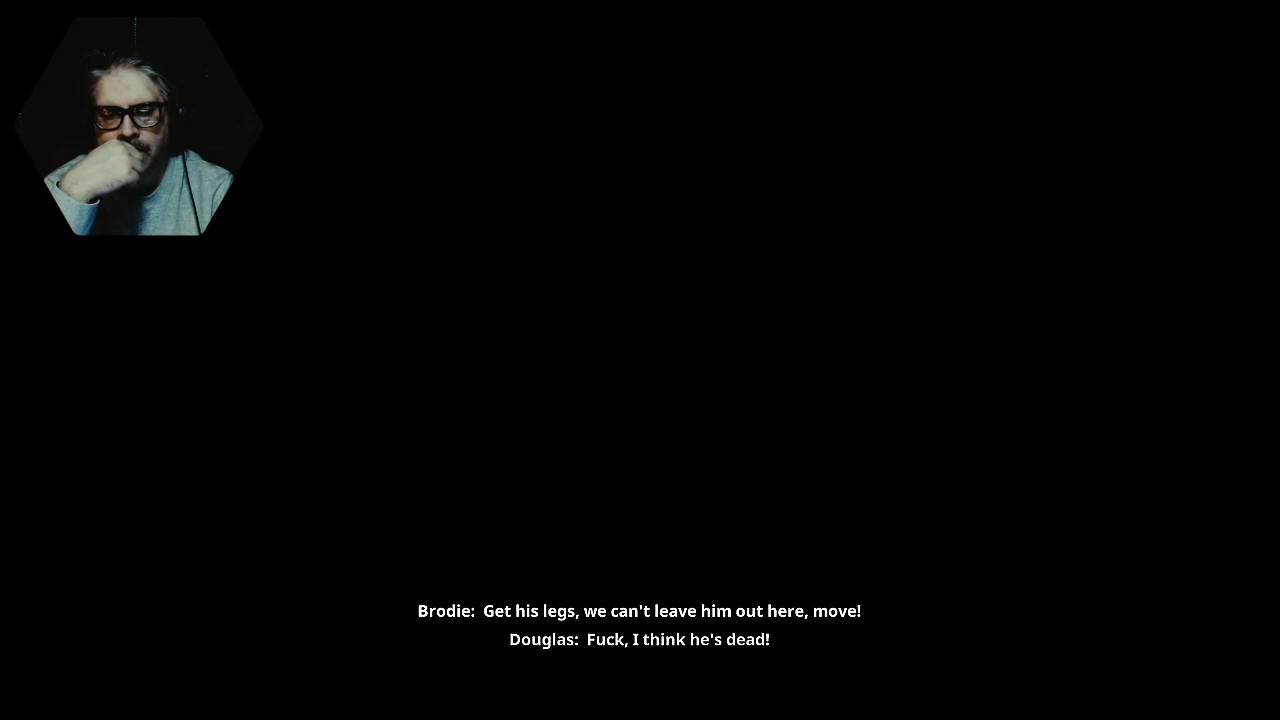 Brodie:  Get his legs, we can't leave him out here, move!
Douglas:  Fuck, I think he's dead!